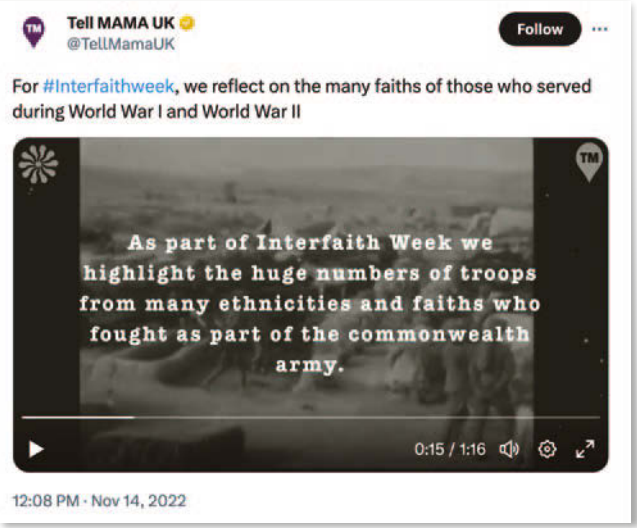 TM
Tell MAMA UK
@TellMamaUK
Follow
For #Interfaithweek, we reflect on the many faiths of those who served
during World War I and World War II
TM
As part of Interfaith Week we
highlight the huge numbers of troops
from many ethnicities and faiths who
fought as part of the commonwealth
army.
0:15 / 1:16
12:08 PM · Nov 14, 2022